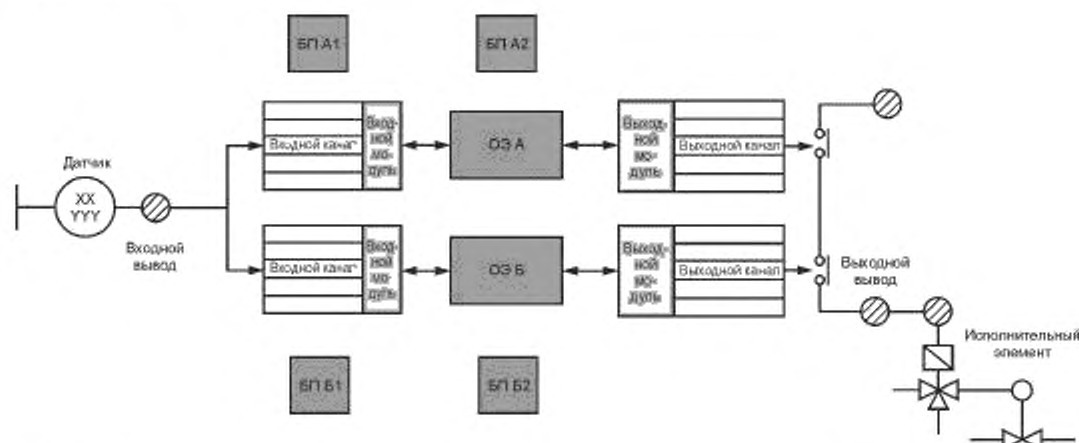 БП А1
БП А2
Датчик
XX
YYY
Входной
вывод
Входной канал
Вход-
ной
мо-
дуль
ОЭ А
Выход-
ной
мо-
дуль
Выходной канал
Входной канал
Вход-
ной
мо-
дуль
ОЭ Б
Выход-
ной
мо-
дуль
Выходной канал
Выходной
вывод
Исполнительный
элемент
БП Б1
БП Б2